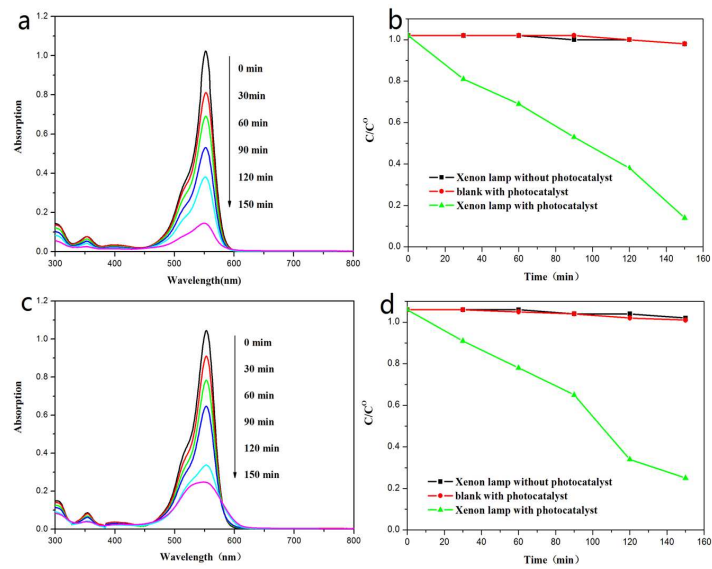 a
1.2
1.0
0.8
0.6
0.4
0.2
0.0
Absorption
0 min
30min
60 min
90 min
120 min
150 min
300 400 500 600 700 800
Wavelength(nm)
b
1.0
0.8
0.6
0.4
0.2
0.0
C/C⁰
Xenon lamp without photocatalyst
blank with photocatalyst
Xenon lamp with photocatalyst
0 20 40 60 80 100 120 140 160
Time (min)
c
1.2
1.0
0.8
0.6
0.4
0.2
0.0
Absorption
0 mim
30 min
60 min
90 min
120 min
150 min
300 400 500 600 700 800
Wavelength (nm)
d
1.0
0.8
0.6
0.4
0.2
0.0
C/C⁰
Xenon lamp without photocatalyst
blank with photocatalyst
Xenon lamp with photocatalyst
0 20 40 60 80 100 120 140 160
Time (min)